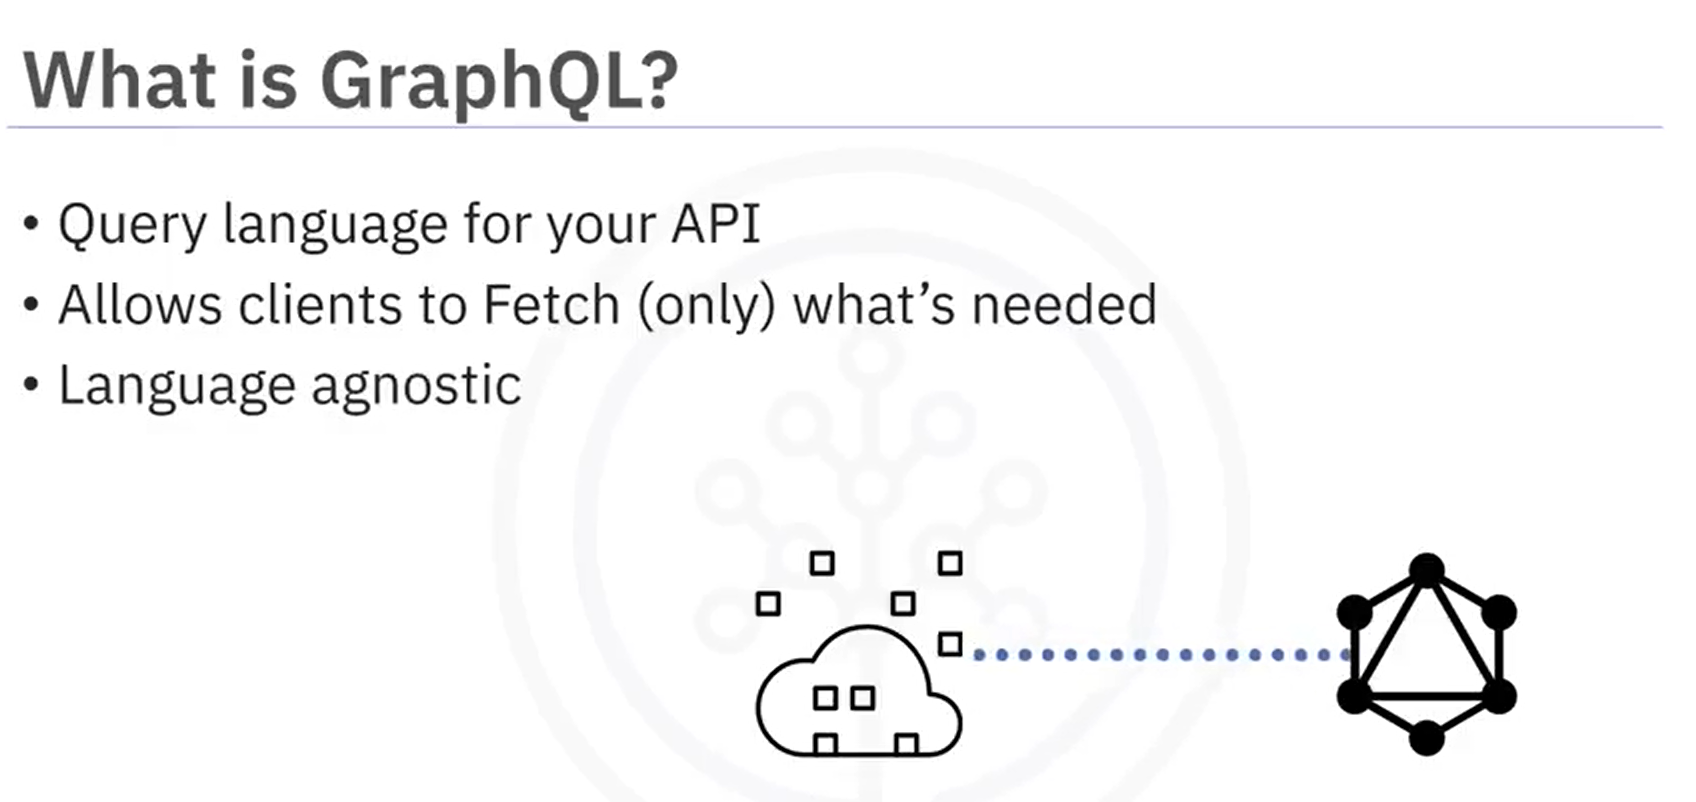 What is GraphQL?
• Query language for your API
• Allows clients to Fetch (only) what’s needed
• Language agnostic